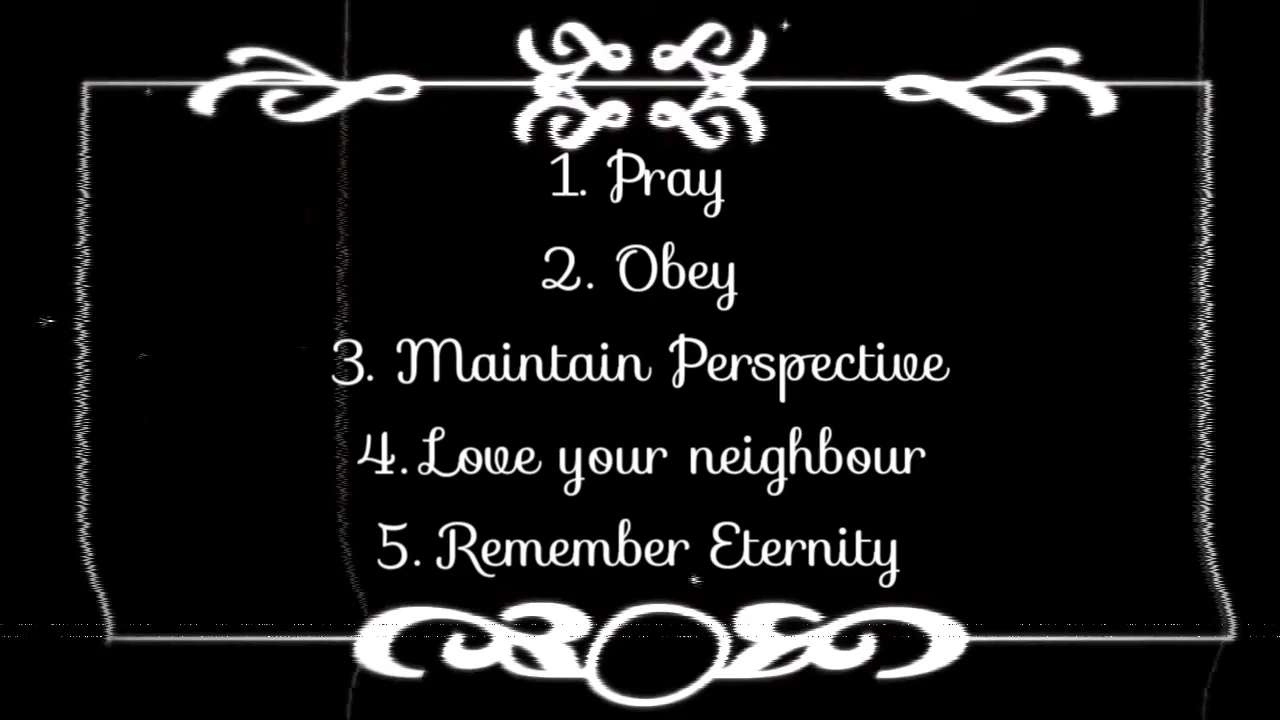 1. Pray
2. Obey
3. Maintain Perspective
4. Love your neighbour
5. Remember Eternity